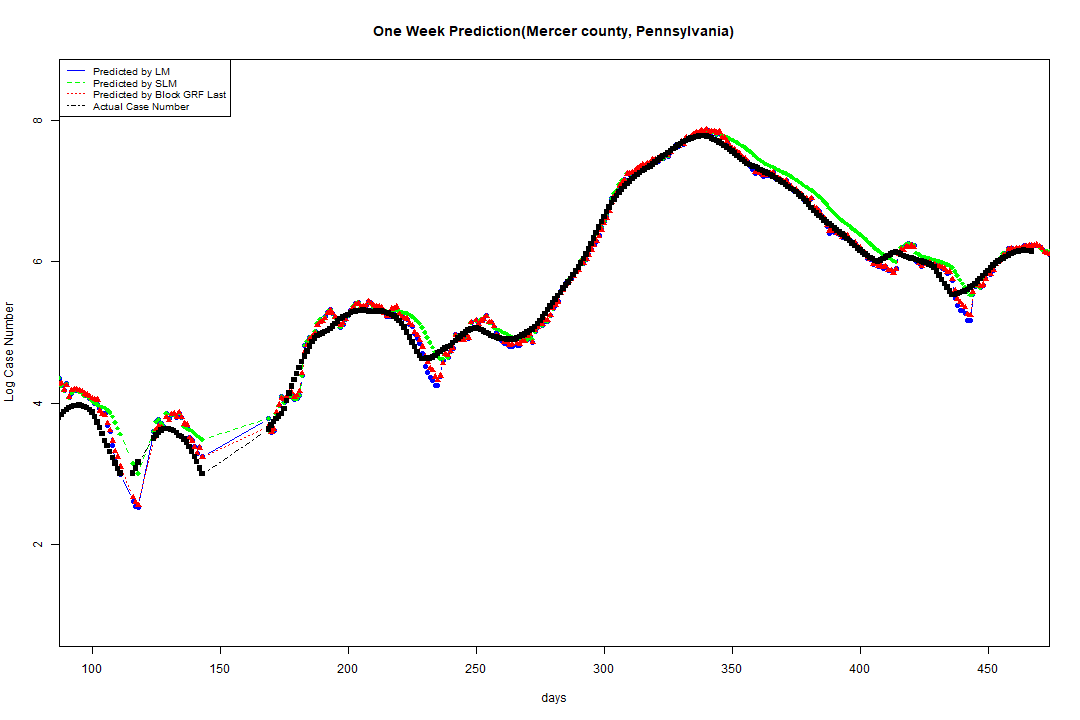 One Week Prediction(Mercer county, Pennsylvania)
Predicted by LM
Predicted by SLM
Predicted by Block GRF Last
Actual Case Number
8
6
4
2
Log Case Number
100 150 200 250 300 350 400 450
days